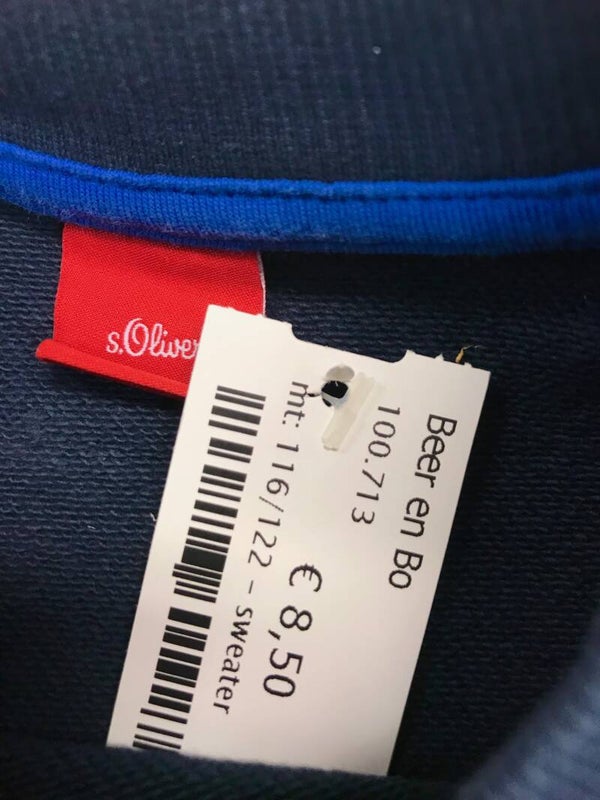 s.Oliver
Beer en Bo
100.713
€ 8,50
mt: 116/122 - sweater